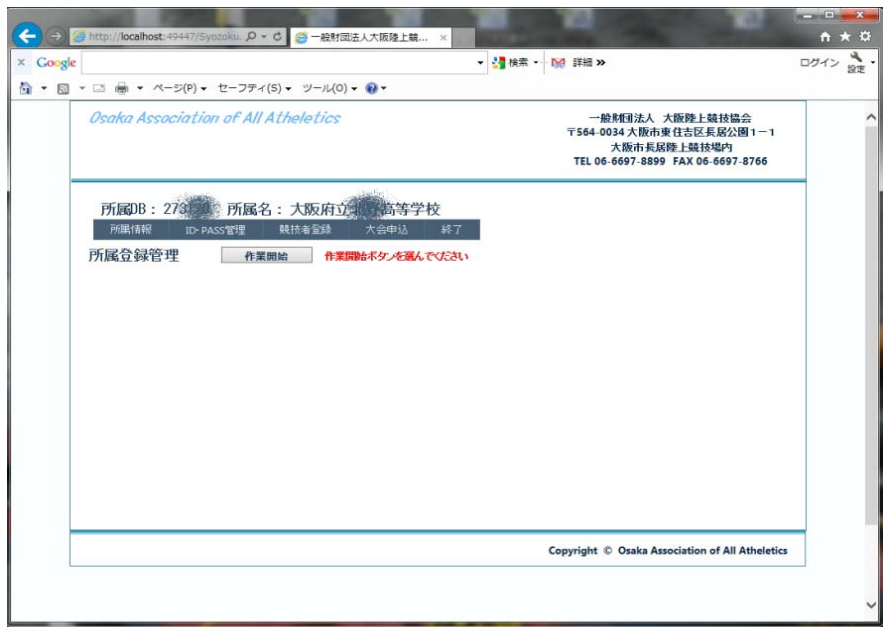 http://localhost:49447/Syozoku.
一般財団法人大阪陸上競...
Google
検索
詳細 »
ログイン
設定
ページ(P)
セーフティ(S)
ツール(O)
Osaka Association of All Atheletics
一般財団法人 大阪陸上競技協会
〒564-0034 大阪市東住吉区長居公園1-1
大阪市長居陸上競技場内
TEL 06-6697-8899 FAX 06-6697-8766
所属DB: 273 所属名: 大阪府立 高等学校
所属情報 ID-PASS管理 競技者登録 大会申込 終了
所属登録管理 作業開始 作業開始ボタンを選んでください
Copyright © Osaka Association of All Atheletics